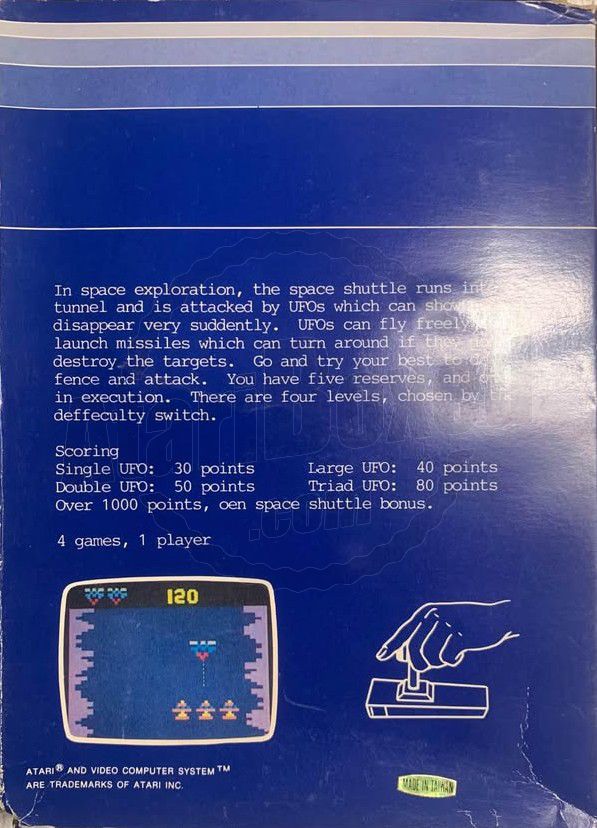 In space exploration, the space shuttle runs
tunnel and is attacked by UFOs which can show
disappear very suddently. UFOs can fly freely,
launch missiles which can turn around if they
destroy the targets. Go and try your best to
fence and attack. You have five reserves, and
in execution. There are four levels, chosen by the
deffeculty switch.
Scoring
Single UFO: 30 points Large UFO: 40 points
Double UFO: 50 points Triad UFO: 80 points
Over 1000 points, oen space shuttle bonus.
4 games, 1 player
120
ATARI® AND VIDEO COMPUTER SYSTEM™
ARE TRADEMARKS OF ATARI INC.
MADE IN TAIWAN